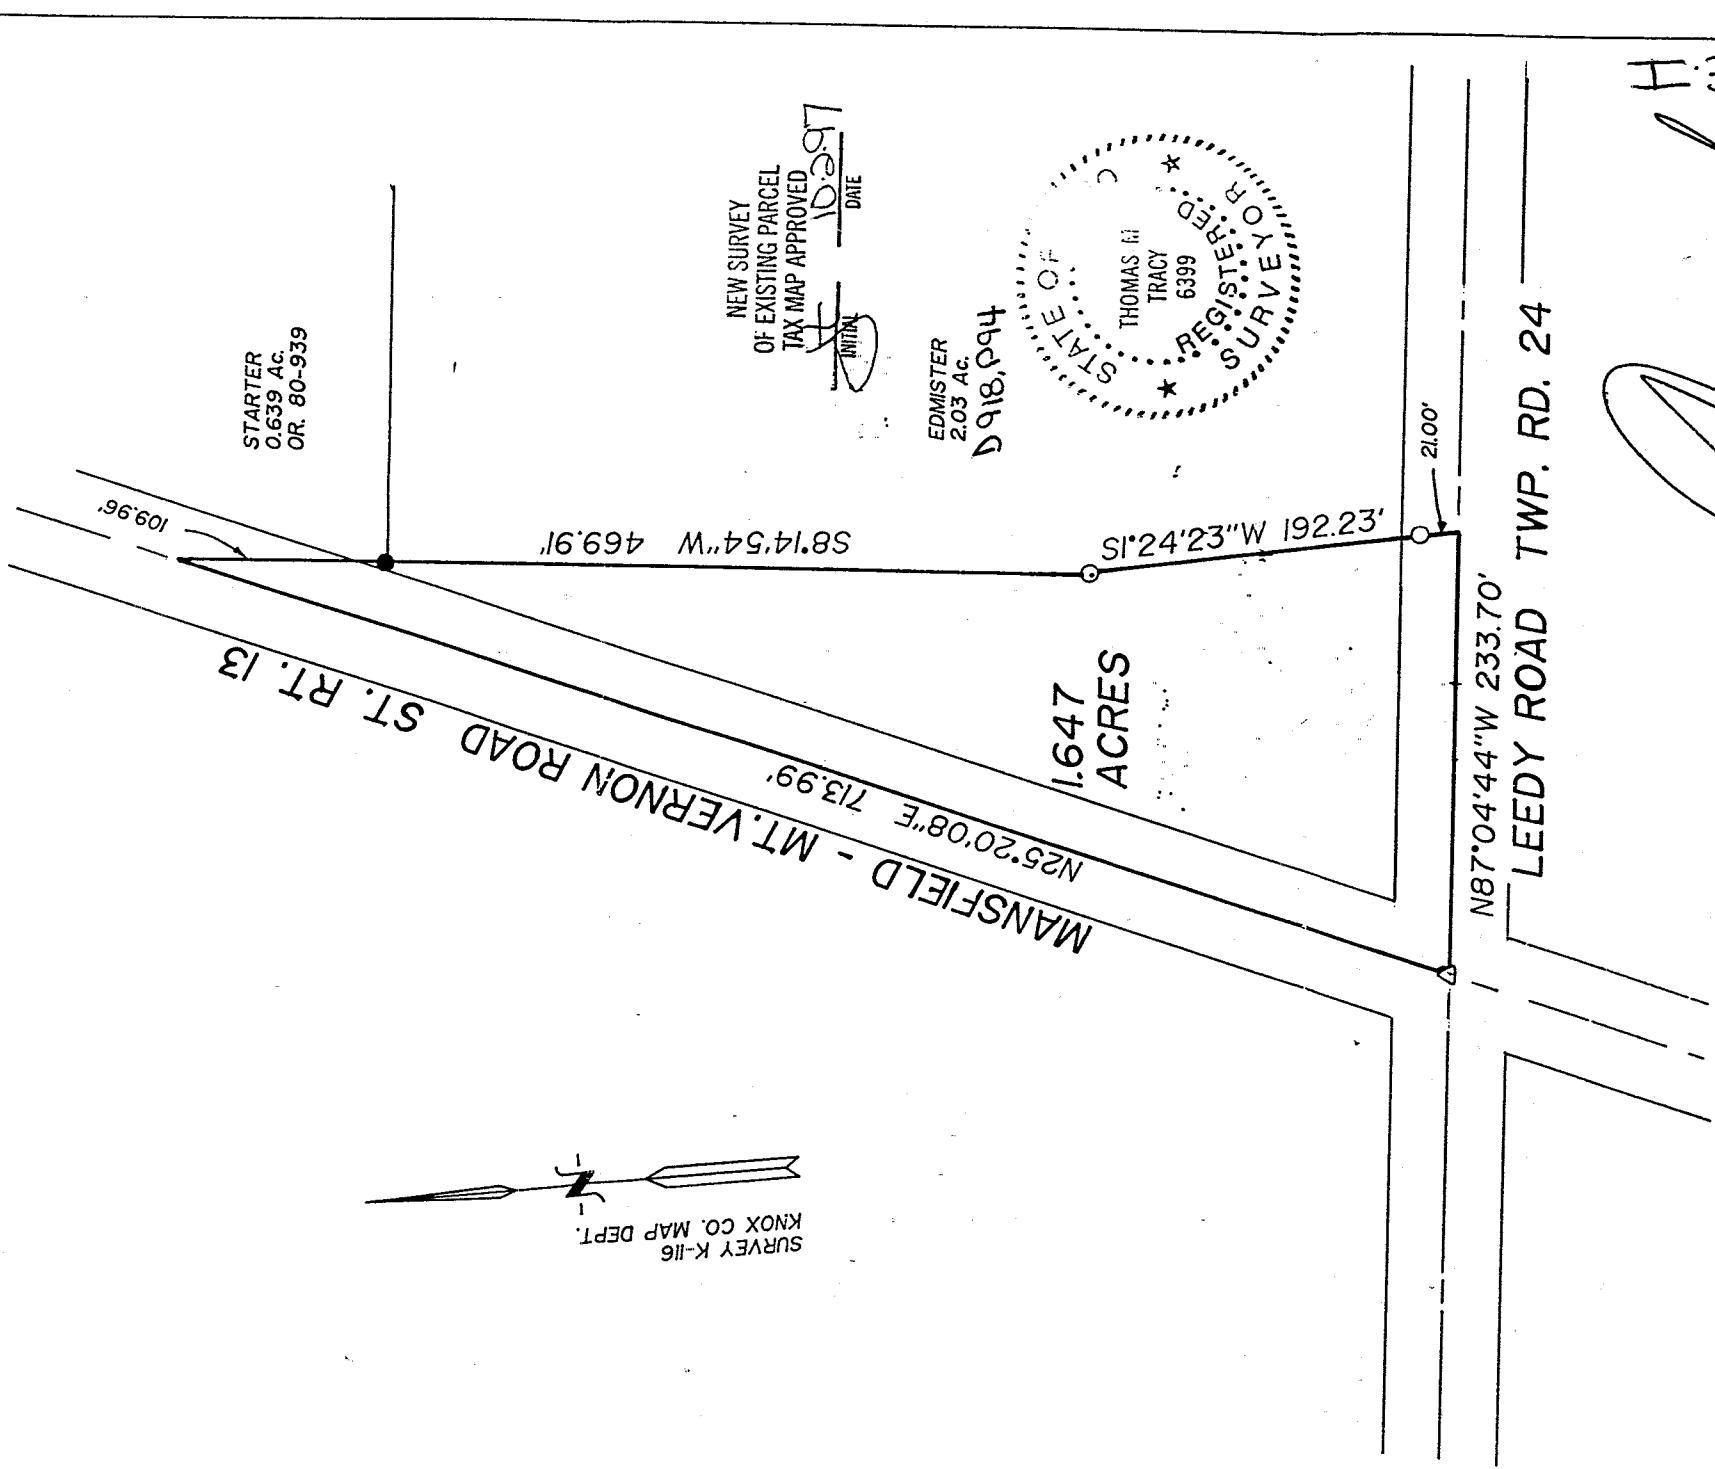 STARTER
0.639 AC.
OR. 80-939
NEW SURVEY
OF EXISTING PARCEL
TAX MAP APPROVED
10-2-97
INITIAL
DATE
EDMISTER
2.03 AC.
D918,P94
STATE OF
THOMAS M
TRACY
6399
REGISTERED
SURVEYOR
109.96'
S8°14'54"W 469.91'
S1°24'23"W 192.23'
21.00'
N87°04'44"W 233.70'
LEEDY ROAD TWP. RD. 24
1.647
ACRES
N25°20'08"E 713.99'
MANSFIELD - MT. VERNON ROAD ST. RT. 13
N
SURVEY K-116
KNOX CO. MAP DEPT.